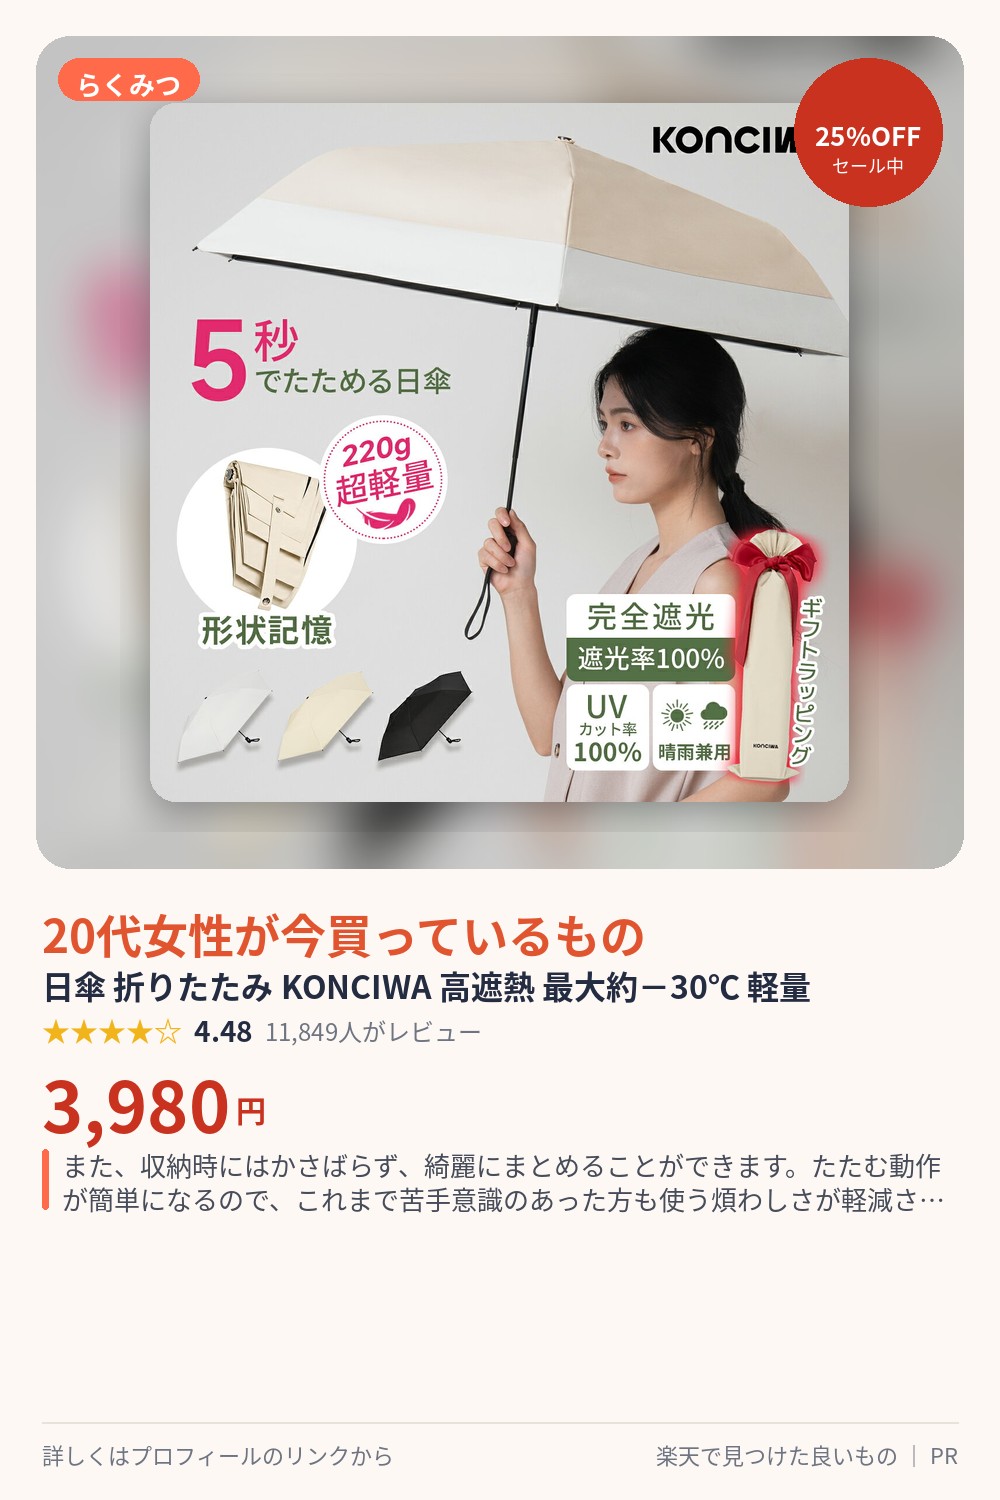 らくみつ
KONCIW
25%OFF
セール中
5秒
でたためる日傘
220g
超軽量
形状記憶
完全遮光
遮光率100%
UV
カット率
100%
晴雨兼用
ギフトラッピング
KONCIWA
20代女性が今買っているもの
日傘 折りたたみ KONCIWA 高遮熱 最大約－30℃ 軽量
★★★★☆ 4.48 11,849人がレビュー
3,980円
また、収納時にはかさばらず、綺麗にまとめることができます。たたむ動作
が簡単になるので、これまで苦手意識のあった方も使う煩わしさが軽減さ…
詳しくはプロフィールのリンクから
楽天で見つけた良いもの｜PR